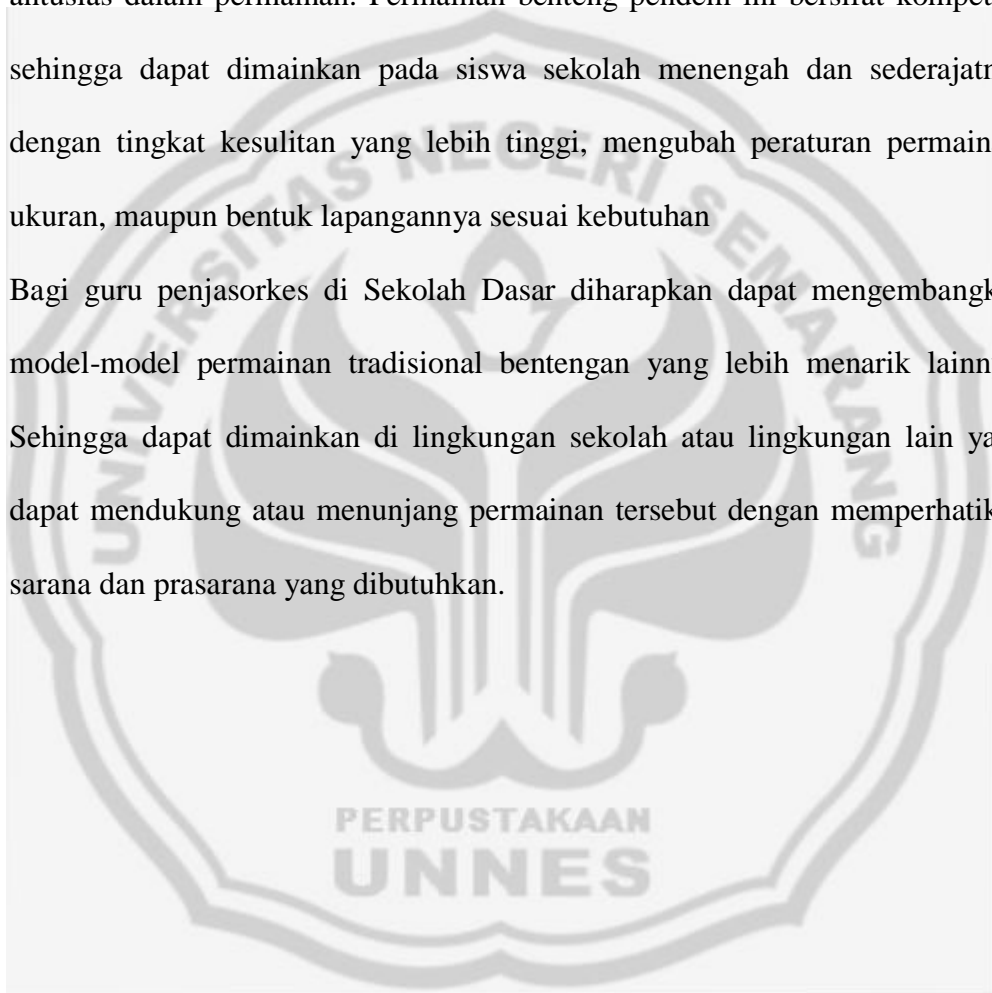 antusias dalam permainan. Permainan benteng pendem ini bersifat kompet
sehingga dapat dimainkan pada siswa sekolah menengah dan sederajatn
dengan tingkat kesulitan yang lebih tinggi, mengubah peraturan permain
ukuran, maupun bentuk lapangannya sesuai kebutuhan
Bagi guru penjasorkes di Sekolah Dasar diharapkan dapat mengembangk
model-model permainan tradisional bentengan yang lebih menarik lainn
Sehingga dapat dimainkan di lingkungan sekolah atau lingkungan lain ya
dapat mendukung atau menunjang permainan tersebut dengan memperhatik
sarana dan prasarana yang dibutuhkan.
UNIVERSITAS NEGERI SEMARANG
PERPUSTAKAAN
UNNES